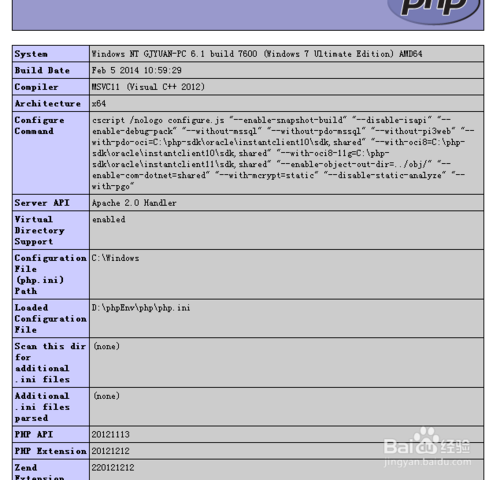 php
System Windows NT GJYUAN-PC 6.1 build 7600 (Windows 7 Ultimate Edition) AMD64
Build Date Feb 5 2014 10:59:29
Compiler MSVC11 (Visual C++ 2012)
Architecture x64
Configure Command
cscript /nologo configure.js "--enable-snapshot-build" "--disable-isapi" "--
enable-debug-pack" "--without-mssql" "--without-pdo-mssql" "--without-pi3web" "--
with-pdo-oci=C:\php-sdk\oracle\instantclient10\sdk,shared" "--with-oci8=C:\php-
sdk\oracle\instantclient10\sdk,shared" "--with-oci8-11g=C:\php-
sdk\oracle\instantclient11\sdk,shared" "--enable-object-out-dir=../obj/" "--
enable-com-dotnet=shared" "--with-mcrypt=static" "--disable-static-analyze" "--
with-pgo"
Server API Apache 2.0 Handler
Virtual enabled
Directory
Support
Configuration C:\Windows
File
(php.ini)
Path
Loaded D:\phpEnv\php\php.ini
Configuration
File
Scan this dir (none)
for
additional
.ini files
Additional (none)
.ini files
parsed
PHP API 20121113
PHP Extension 20121212
Zend 220121212
Extension
Baidu 经验
jingyan.baidu.com